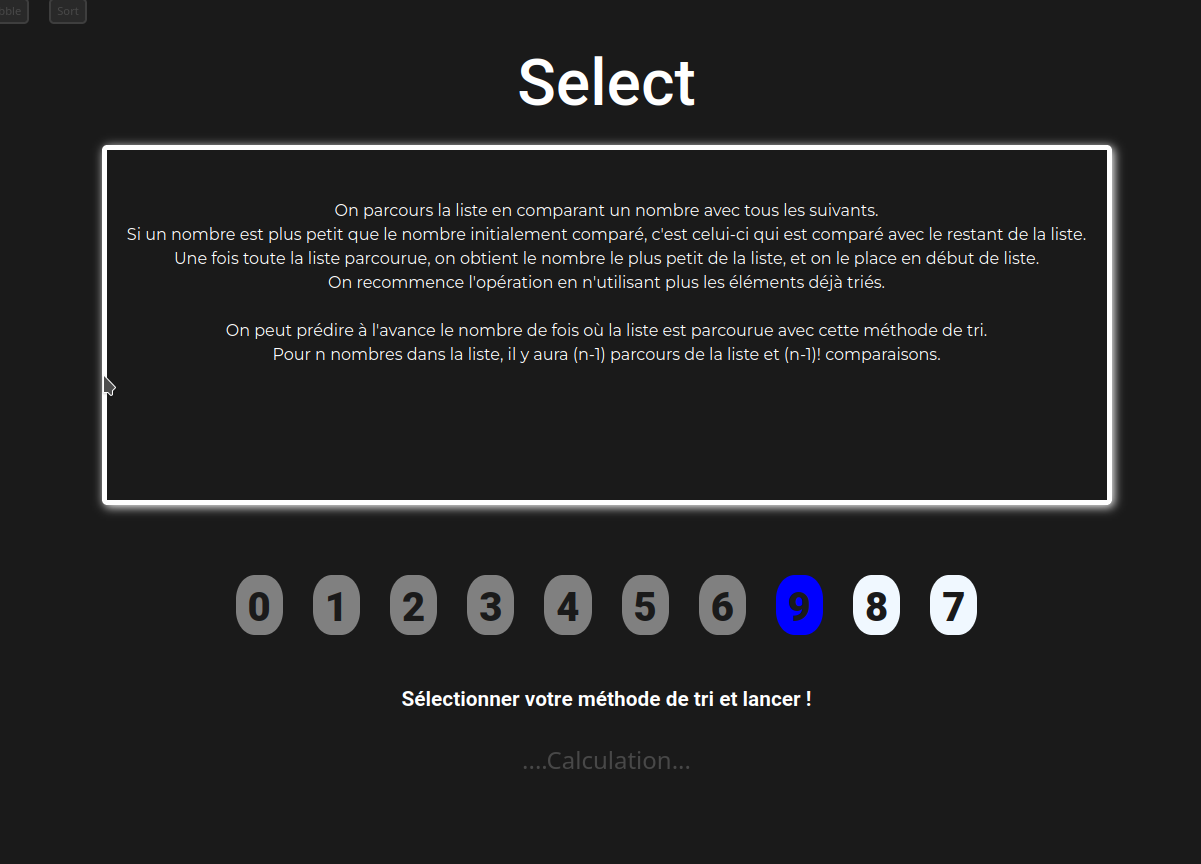 Sort
Select
On parcours la liste en comparant un nombre avec tous les suivants.
Si un nombre est plus petit que le nombre initialement comparé, c'est celui-ci qui est comparé avec le restant de la liste.
Une fois toute la liste parcourue, on obtient le nombre le plus petit de la liste, et on le place en début de liste.
On recommence l'opération en n'utilisant plus les éléments déjà triés.
On peut prédire à l'avance le nombre de fois où la liste est parcourue avec cette méthode de tri.
Pour n nombres dans la liste, il y aura (n-1) parcours de la liste et (n-1)! comparaisons.
0 1 2 3 4 5 6 9 8 7
Sélectionner votre méthode de tri et lancer !
....Calculation...